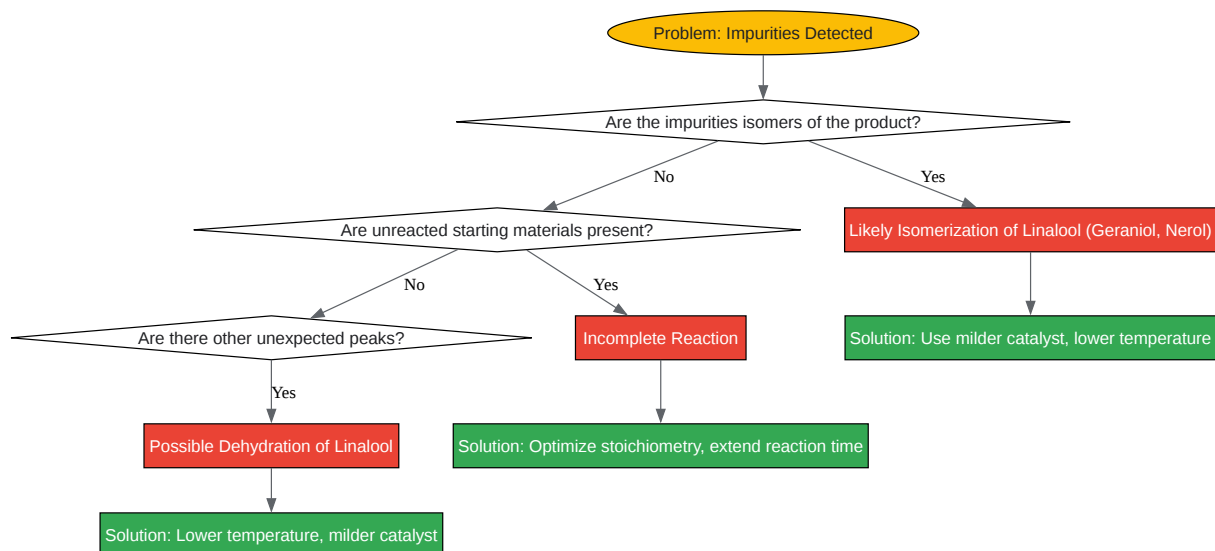 Problem: Impurities Detected
Are the impurities isomers of the product?
No
Yes
Are unreacted starting materials present?
Likely Isomerization of Linalool (Geraniol, Nerol)
No
Yes
Are there other unexpected peaks?
Incomplete Reaction
Solution: Use milder catalyst, lower temperature
Yes
Possible Dehydration of Linalool
Solution: Optimize stoichiometry, extend reaction time
Solution: Lower temperature, milder catalyst